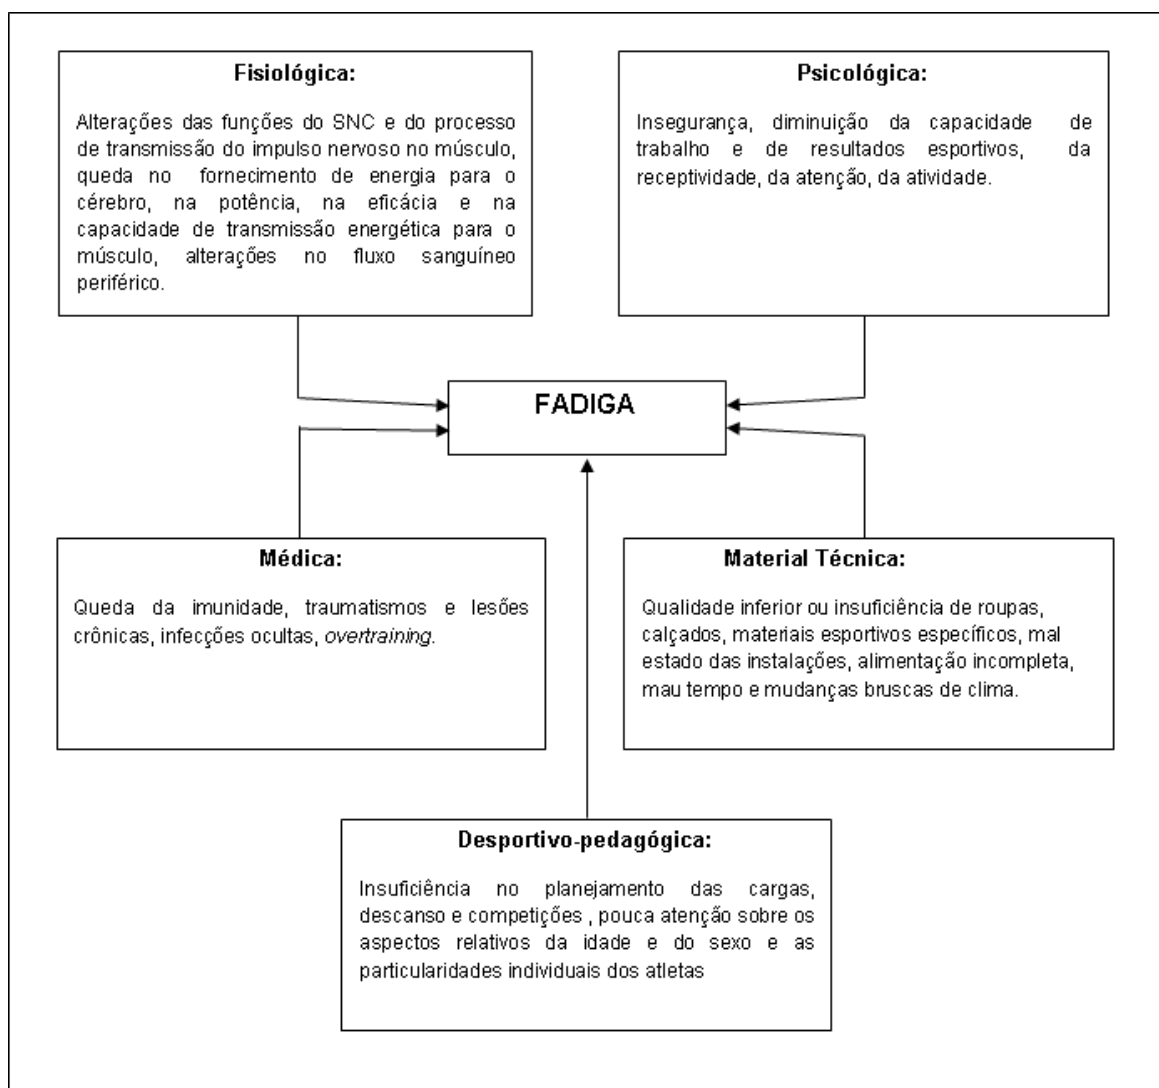 Fisiológica:
Alterações das funções do SNC e do processo
de transmissão do impulso nervoso no músculo,
queda no fornecimento de energia para o
cérebro, na potência, na eficácia e na
capacidade de transmissão energética para o
músculo, alterações no fluxo sanguíneo
periférico.
Psicológica:
Insegurança, diminuição da capacidade de
trabalho e de resultados esportivos, da
receptividade, da atenção, da atividade.
FADIGA
Médica:
Queda da imunidade, traumatismos e lesões
crônicas, infecções ocultas, overtraining.
Material Técnica:
Qualidade inferior ou insuficiência de roupas,
calçados, materiais esportivos específicos, mal
estado das instalações, alimentação incompleta,
mau tempo e mudanças bruscas de clima.
Desportivo-pedagógica:
Insuficiência no planejamento das cargas,
descanso e competições , pouca atenção sobre os
aspectos relativos da idade e do sexo e as
particularidades individuais dos atletas